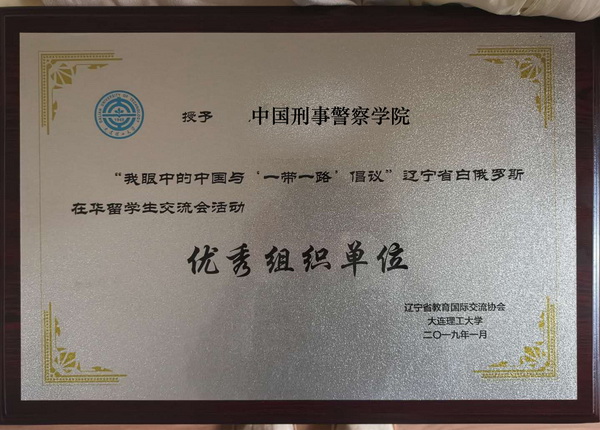 授予 中国刑事警察学院
“我眼中的中国与‘一带一路’倡议”辽宁省白俄罗斯
在华留学生交流会活动
优秀组织单位
辽宁省教育国际交流协会
大连理工大学
二〇一九年一月